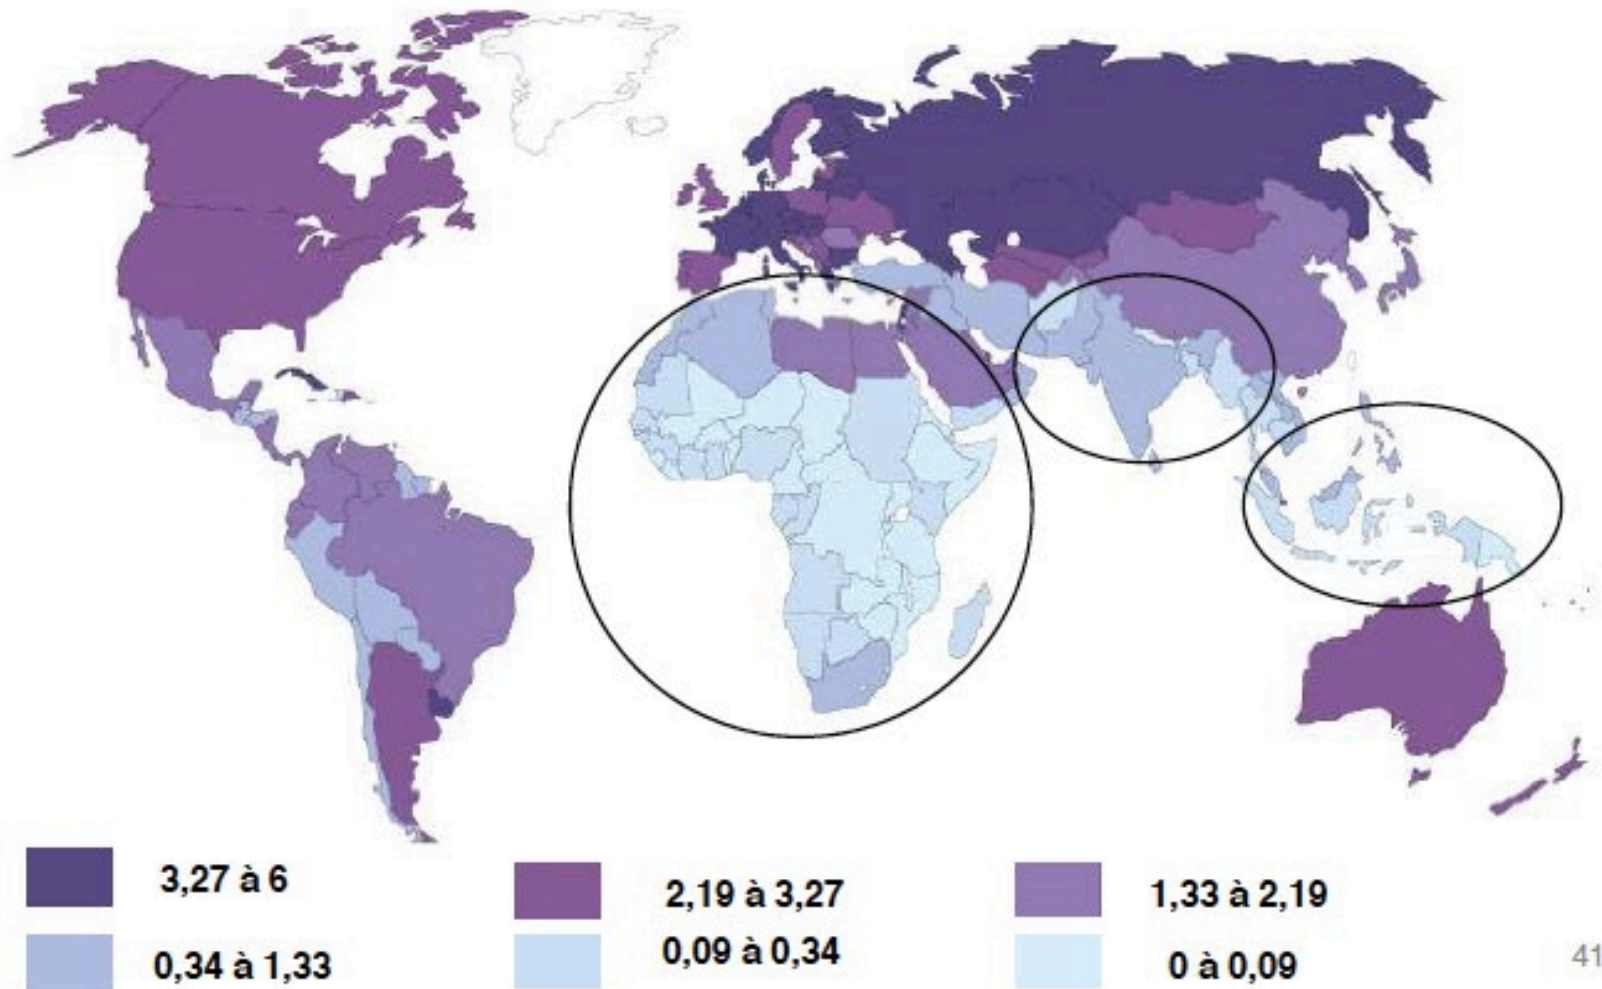 3,27 à 6
2,19 à 3,27
1,33 à 2,19
0,34 à 1,33
0,09 à 0,34
0 à 0,09
41